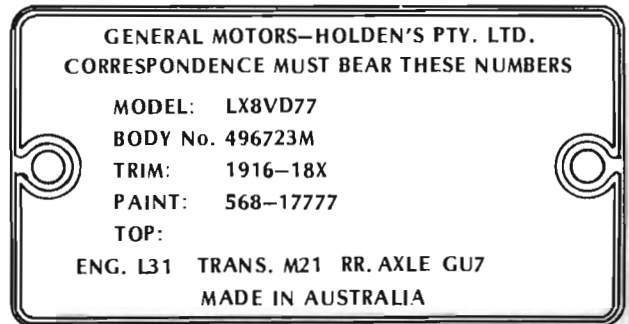 GENERAL MOTORS—HOLDEN'S PTY. LTD.
CORRESPONDENCE MUST BEAR THESE NUMBERS
MODEL: LX8VD77
BODY No. 496723M
TRIM: 1916—18X
PAINT: 568—17777
TOP:
ENG. L31 TRANS. M21 RR. AXLE GU7
MADE IN AUSTRALIA